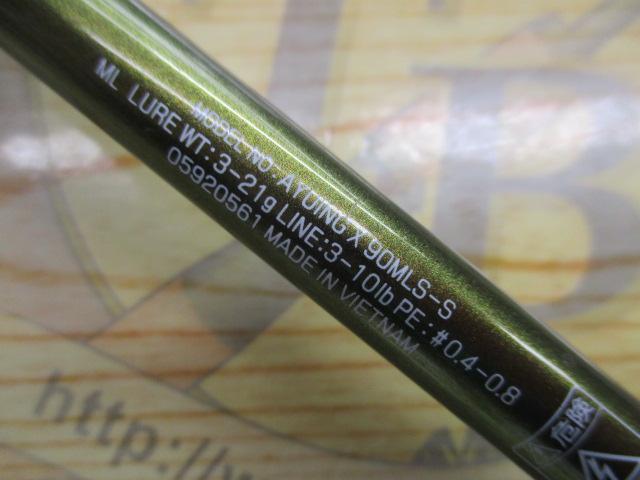 MODEL NO. AYUING X 90MLS-S
ML LURE WT:3-21g LINE:3-10lb PE:#0.4-0.8
05920561 MADE IN VIETNAM
危険
http://w
B